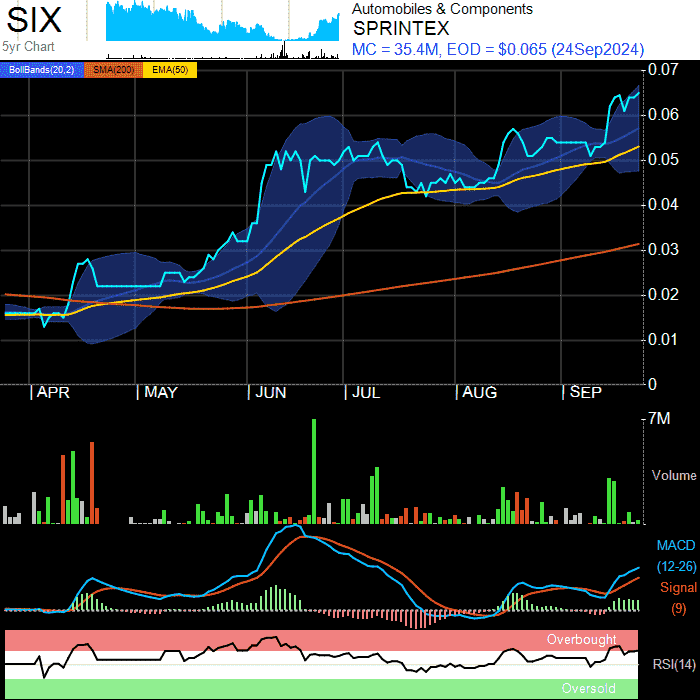 SIX
5yr Chart
Automobiles & Components
SPRINTEX
MC = 35.4M, EOD = $0.065 (24Sep2024)
BollBands(20,2) SMA(200) EMA(50)
0.07
0.06
0.05
0.04
0.03
0.02
0.01
0
APR MAY JUN JUL AUG SEP
7M
Volume
MACD
(12-26)
Signal
(9)
Overbought
RSI(14)
Oversold